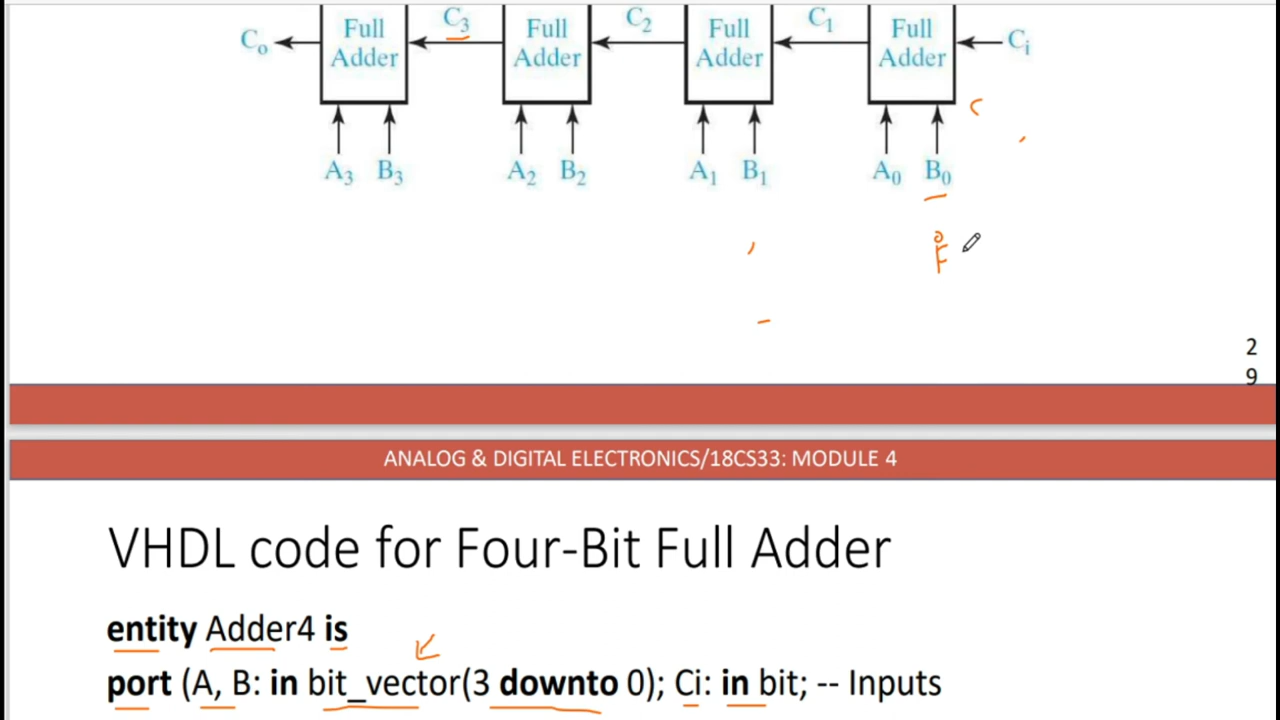 C3 C2 C1
Full Full Full Full
Co Adder Adder Adder Adder Ci
A3 B3 A2 B2 A1 B1 A0 B0
2
9
ANALOG & DIGITAL ELECTRONICS/18CS33: MODULE 4
VHDL code for Four-Bit Full Adder
entity Adder4 is
port (A, B: in bit_vector(3 downto 0); Ci: in bit; -- Inputs